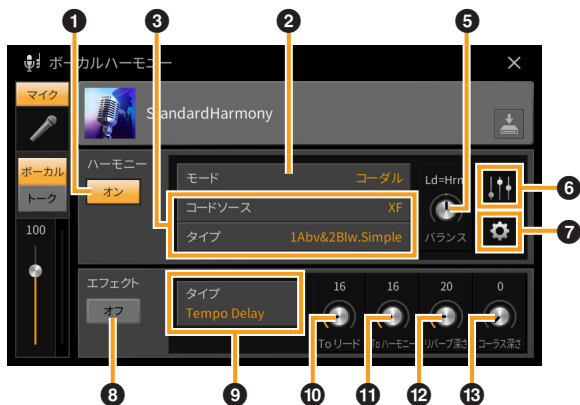 1
3
2
5
ボーカルハーモニー
マイク
StandardHarmony
ハーモニー
オン
モード コーダル
コードソース XF
タイプ 1Abv&2Blw.Simple
Ld=Hrm
バランス
6
7
ボーカル
トーク
100
エフェクト
オフ
タイプ
Tempo Delay
16
Toリード
16
Toハーモニー
20
リバーブ深さ
0
コーラス深さ
8
9
10
11
12
13